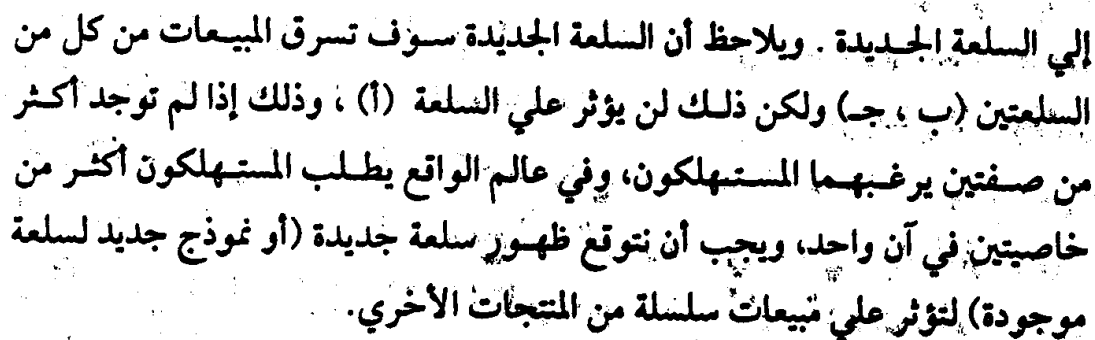 إلي السلعة الجديدة . ويلاحظ أن السلعة الجديدة سوف تسرق المبيعات من كل من
السلعتين (ب ، جـ) ولكن ذلك لن يؤثر علي السلعة (أ) ، وذلك إذا لم توجد أكثر
من صفتين يرغبهما المستهلكون، وفي عالم الواقع يطلب المستهلكون أكثر من
خاصيتين في آن واحد، ويجب أن نتوقع ظهور سلعة جديدة (أو نموذج جديد لسلعة
موجودة) لتؤثر علي مبيعات سلسلة من المنتجات الأخري.